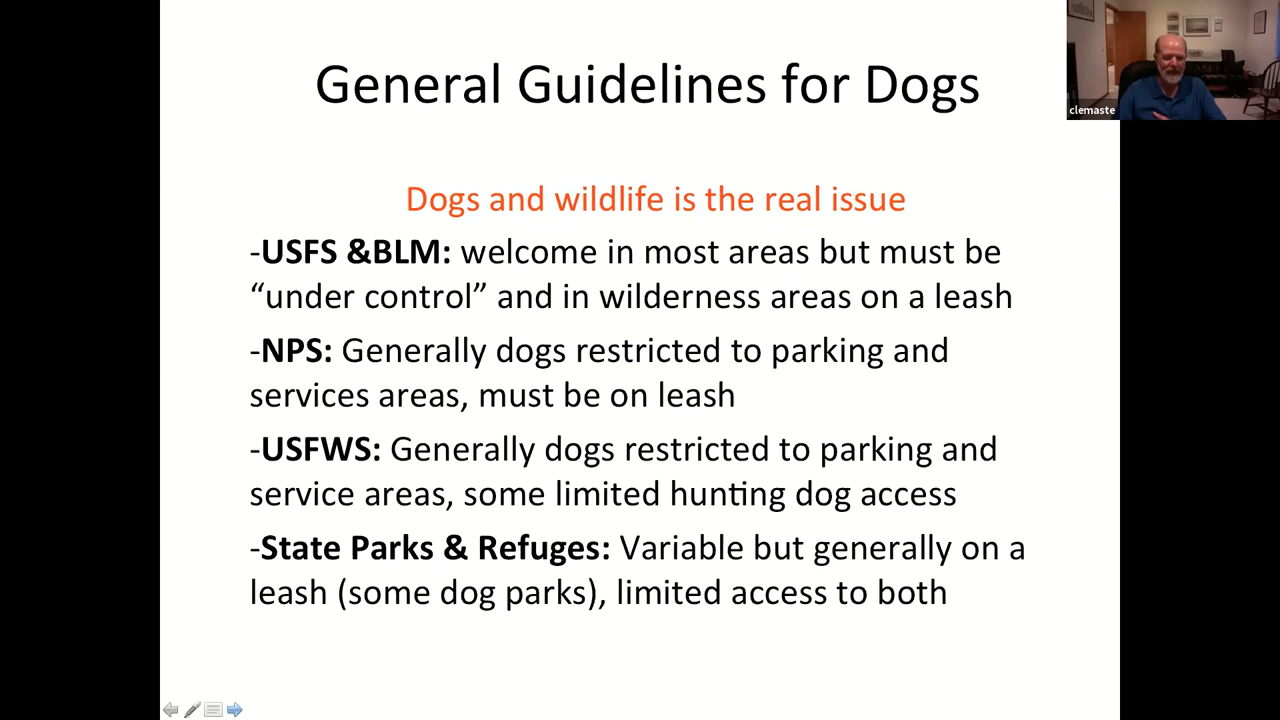 General Guidelines for Dogs
clemaste
Dogs and wildlife is the real issue
-USFS &BLM: welcome in most areas but must be
“under control” and in wilderness areas on a leash
-NPS: Generally dogs restricted to parking and
services areas, must be on leash
-USFWS: Generally dogs restricted to parking and
service areas, some limited hunting dog access
-State Parks & Refuges: Variable but generally on a
leash (some dog parks), limited access to both